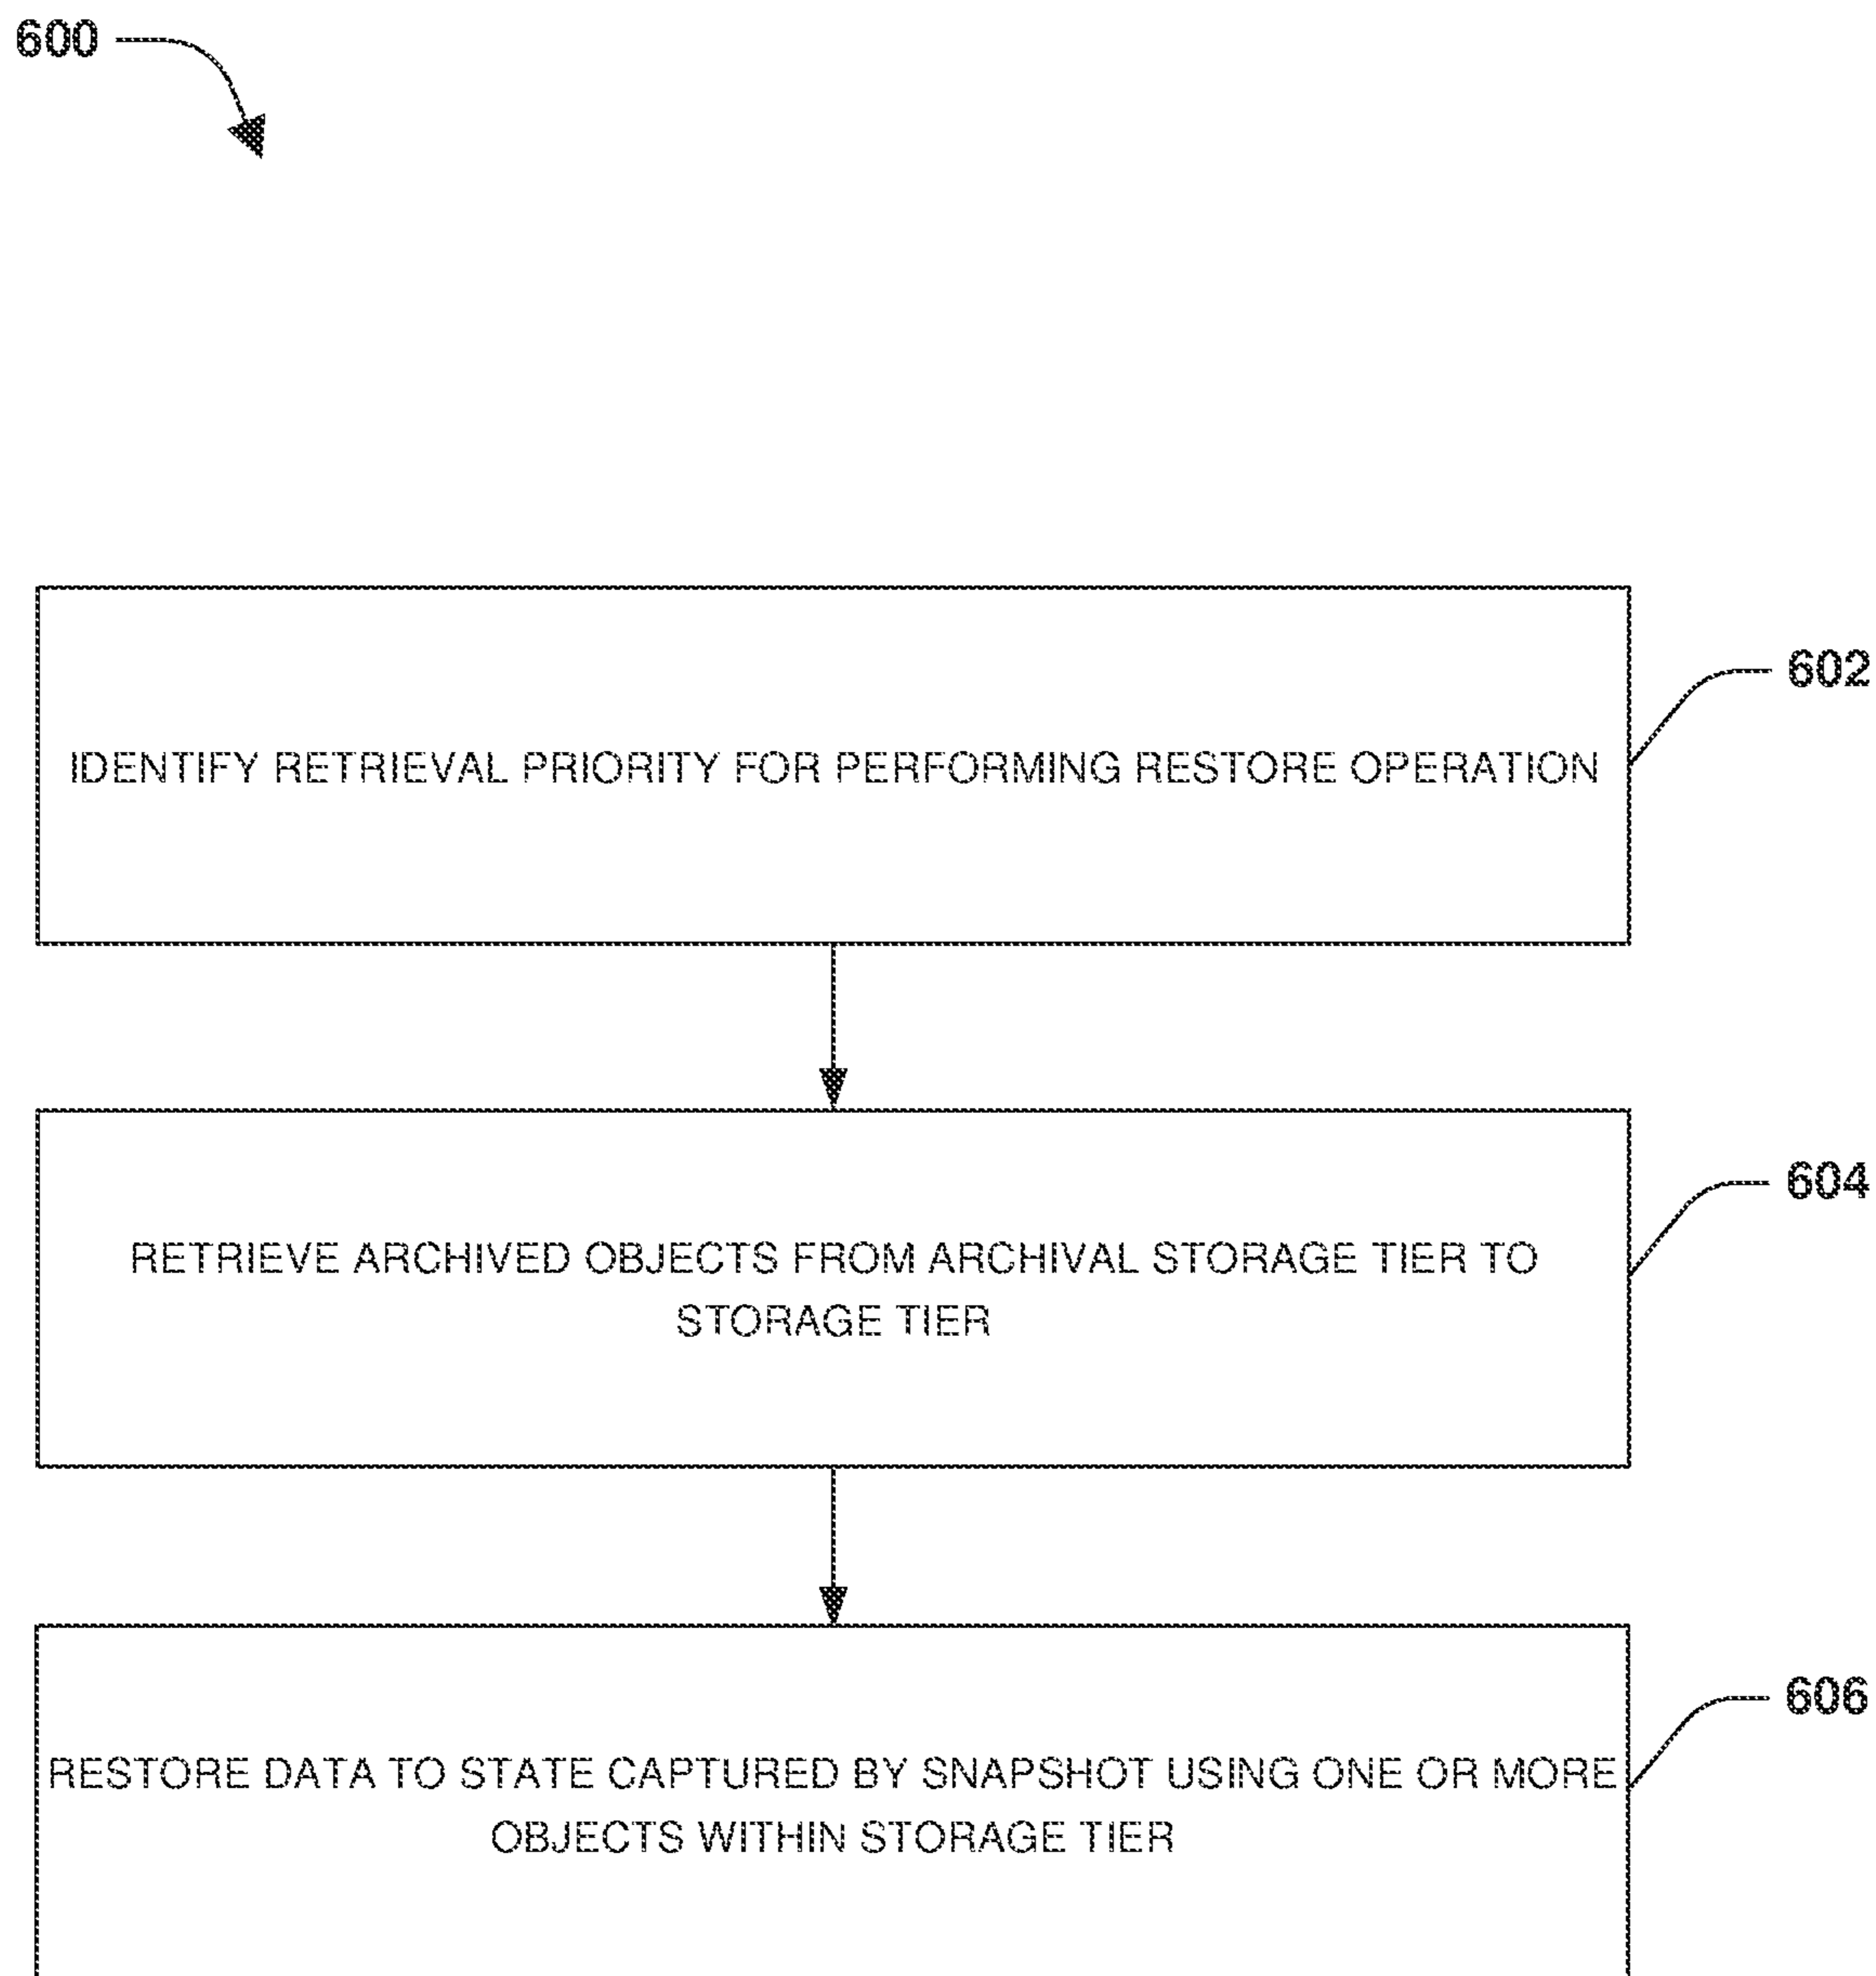 600
602
IDENTIFY RETRIEVAL PRIORITY FOR PERFORMING RESTORE OPERATION
604
RETRIEVE ARCHIVED OBJECTS FROM ARCHIVAL STORAGE TIER TO
STORAGE TIER
606
RESTORE DATA TO STATE CAPTURED BY SNAPSHOT USING ONE OR MORE
OBJECTS WITHIN STORAGE TIER